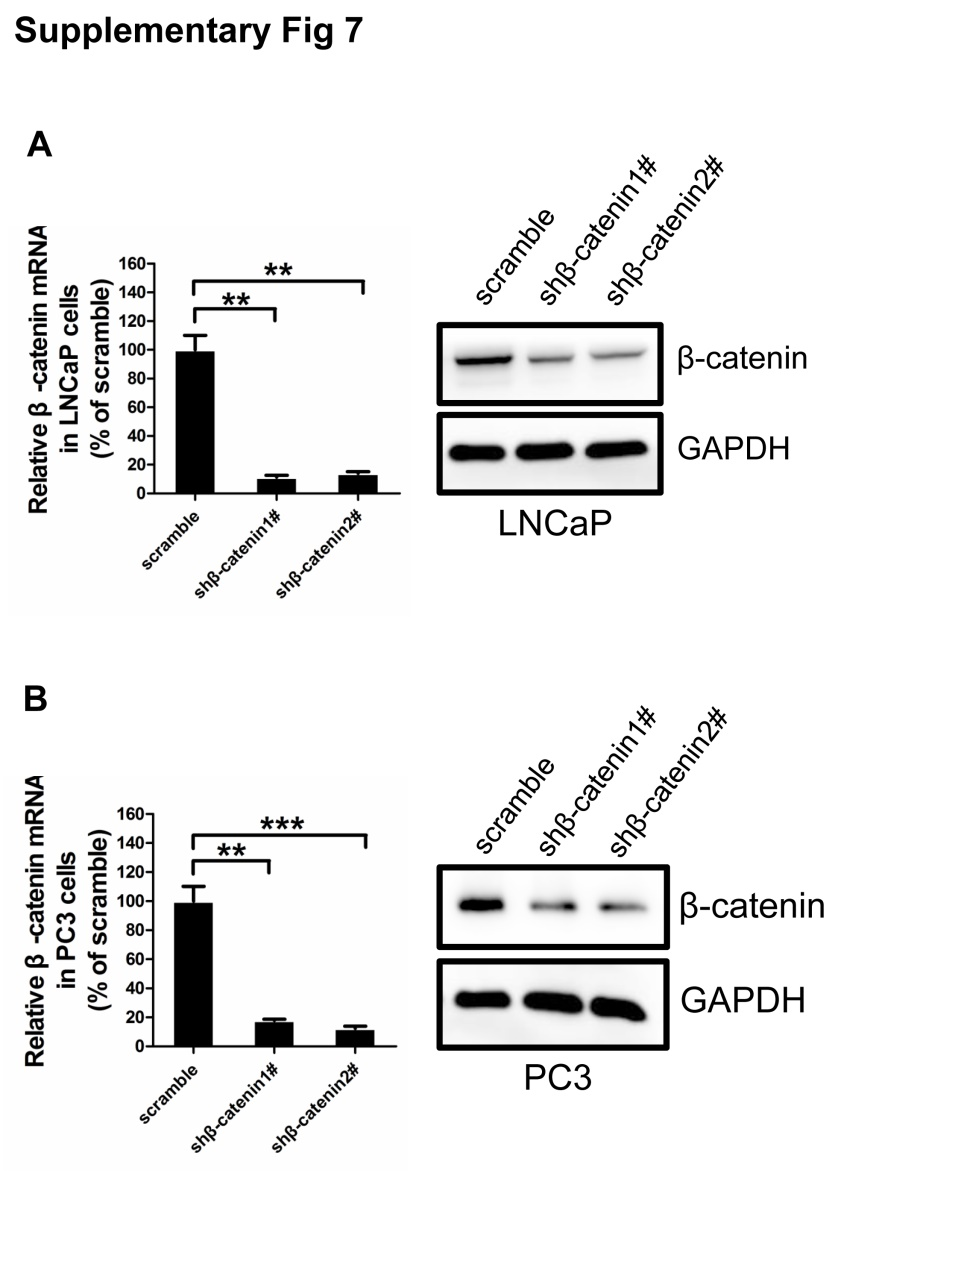 Supplementary Fig 7
A
Relative β -catenin mRNA
in LNCaP cells
(% of scramble)
160
140
120
100
80
60
40
20
0
**
**
scramble
shβ-catenin1#
shβ-catenin2#
scramble
shβ-catenin1#
shβ-catenin2#
β-catenin
GAPDH
LNCaP
B
Relative β -catenin mRNA
in PC3 cells
(% of scramble)
160
140
120
100
80
60
40
20
0
***
**
scramble
shβ-catenin1#
shβ-catenin2#
scramble
shβ-catenin1#
shβ-catenin2#
β-catenin
GAPDH
PC3